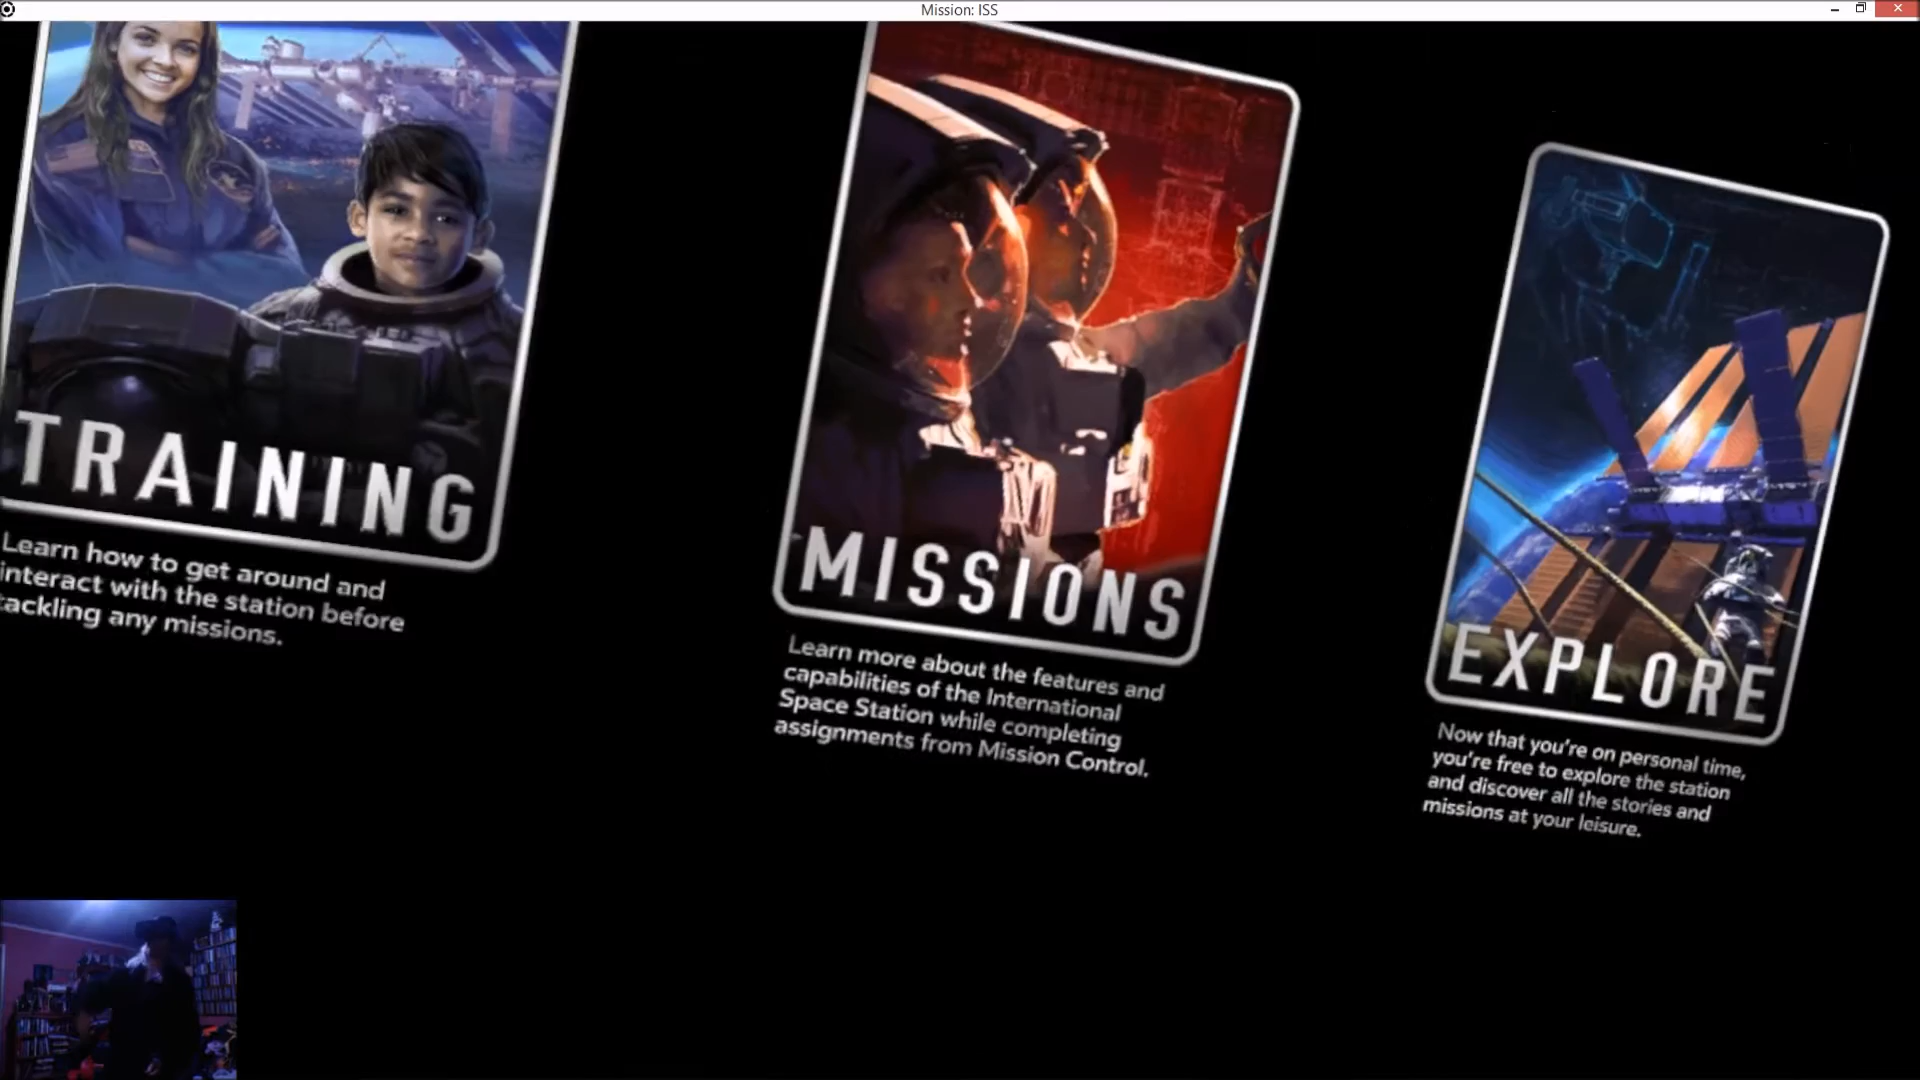 Mission: ISS
TRAINING
Learn how to get around and
interact with the station before
tackling any missions.
MISSIONS
Learn more about the features and
capabilities of the International
Space Station while completing
assignments from Mission Control.
EXPLORE
Now that you're on personal time,
you're free to explore the station
and discover all the stories and
missions at your leisure.